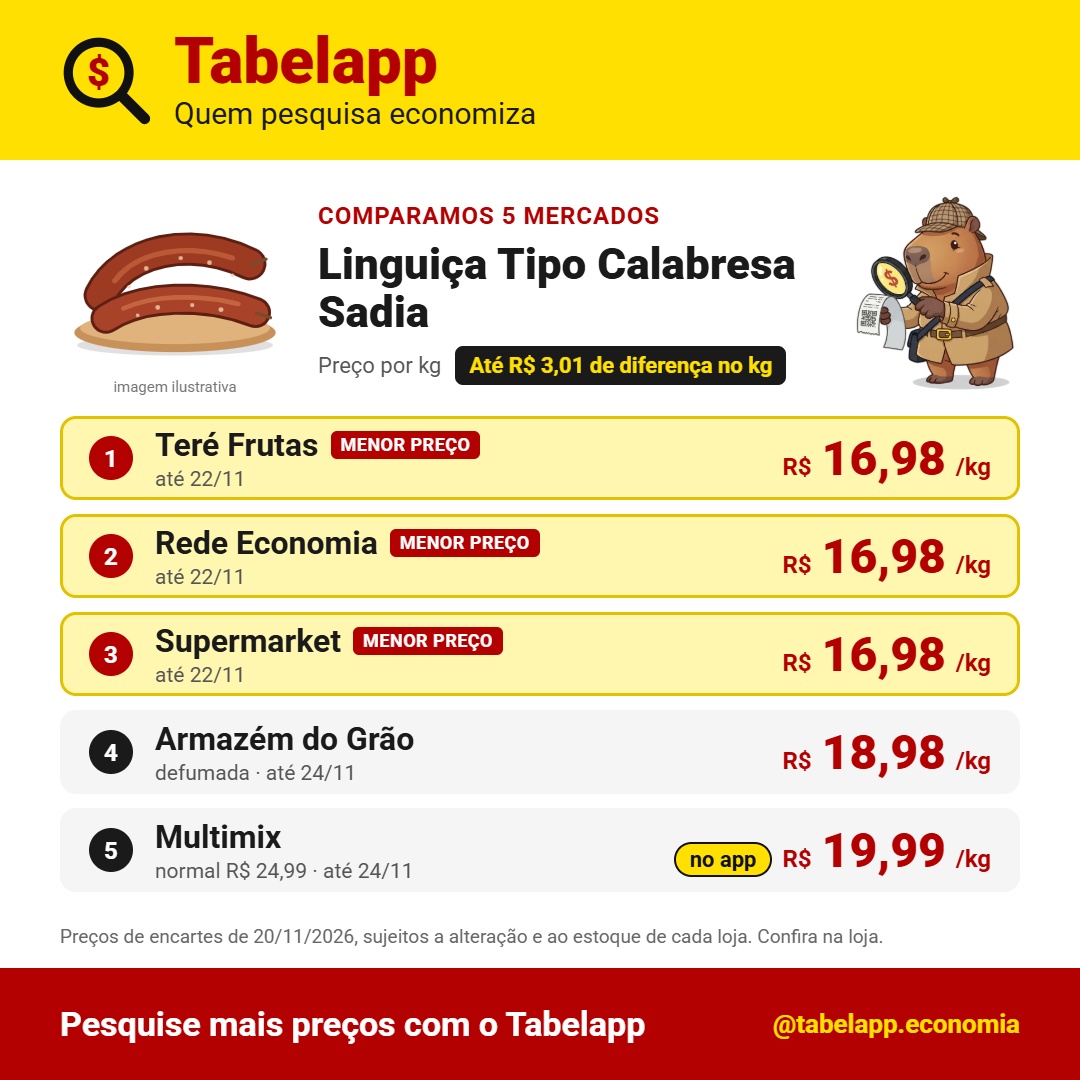 $
Tabelapp
Quem pesquisa economiza
COMPARAMOS 5 MERCADOS
Linguiça Tipo Calabresa
Sadia
Preço por kg
Até R$ 3,01 de diferença no kg
imagem ilustrativa
$
1
Teré Frutas
MENOR PREÇO
até 22/11
R$ 16,98 /kg
2
Rede Economia
MENOR PREÇO
até 22/11
R$ 16,98 /kg
3
Supermarket
MENOR PREÇO
até 22/11
R$ 16,98 /kg
4
Armazém do Grão
defumada · até 24/11
R$ 18,98 /kg
5
Multimix
normal R$ 24,99 · até 24/11
no app
R$ 19,99 /kg
Preços de encartes de 20/11/2026, sujeitos a alteração e ao estoque de cada loja. Confira na loja.
Pesquise mais preços com o Tabelapp
@tabelapp.economia